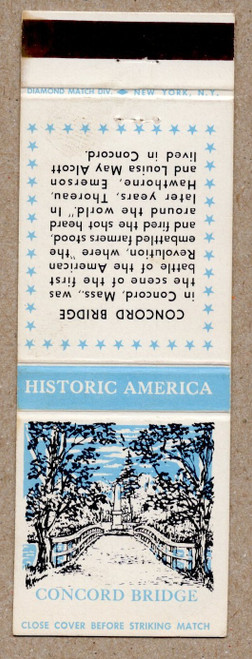 DIAMOND MATCH DIV. NEW YORK, N.Y.
CONCORD BRIDGE
in Concord, Mass., was
the scene of the first
battle of the American
Revolution, where "the
embattled farmers stood,
and fired the shot heard
around the world." In
later years, Thoreau,
Hawthorne, Emerson
and Louisa May Alcott
lived in Concord.
HISTORIC AMERICA
CONCORD BRIDGE
CLOSE COVER BEFORE STRIKING MATCH